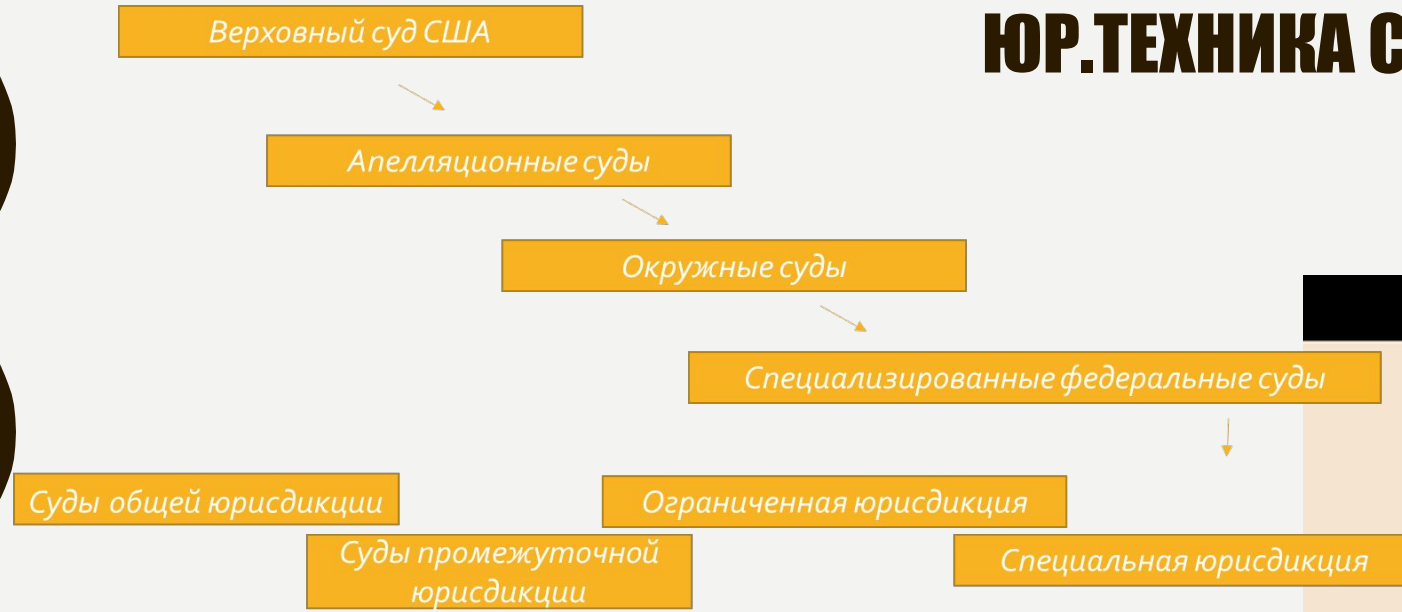 Верховный суд США
ЮР.ТЕХНИКА С
Апелляционные суды
Окружные суды
Специализированные федеральные суды
Суды общей юрисдикции
Ограниченная юрисдикция
Суды промежуточной
юрисдикции
Специальная юрисдикция